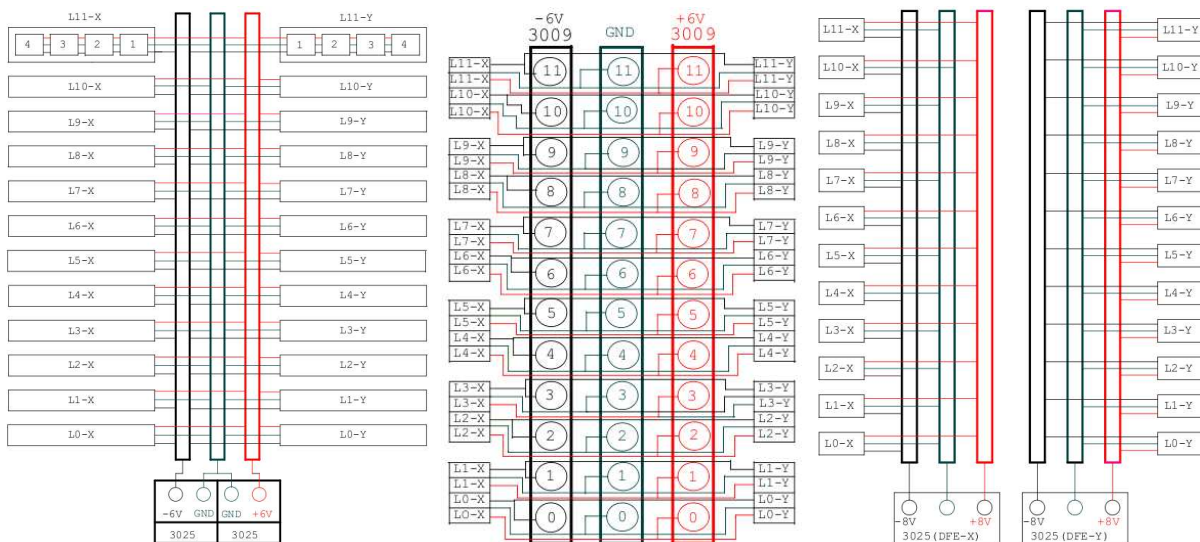 L11-X L11-Y
4 3 2 1 1 2 3 4
L10-X L10-Y
L9-X L9-Y
L8-X L8-Y
L7-X L7-Y
L6-X L6-Y
L5-X L5-Y
L4-X L4-Y
L3-X L3-Y
L2-X L2-Y
L1-X L1-Y
L0-X L0-Y
-6V GND GND +6V
3025 3025
-6V GND +6V
3009 3009
L11-X L11-Y
11 11 11
L11-X L11-Y
L10-X L10-Y
10 10 10
L10-X L10-Y
L9-X L9-Y
9 9 9
L9-X L9-Y
L8-X L8-Y
8 8 8
L8-X L8-Y
L7-X L7-Y
7 7 7
L7-X L7-Y
L6-X L6-Y
6 6 6
L6-X L6-Y
L5-X L5-Y
5 5 5
L5-X L5-Y
L4-X L4-Y
4 4 4
L4-X L4-Y
L3-X L3-Y
3 3 3
L3-X L3-Y
L2-X L2-Y
2 2 2
L2-X L2-Y
L1-X L1-Y
1 1 1
L1-X L1-Y
L0-X L0-Y
0 0 0
LO-X L0-Y
L11-X L11-Y
L10-X L10-Y
L9-X L9-Y
L8-X L8-Y
L7-X L7-Y
L6-X L6-Y
L5-X L5-Y
L4-X L4-Y
L3-X L3-Y
L2-X L2-Y
L1-X L1-Y
L0-X L0-Y
-8V +8V -8V +8V
3025(DFE-X) 3025(DFE-Y)